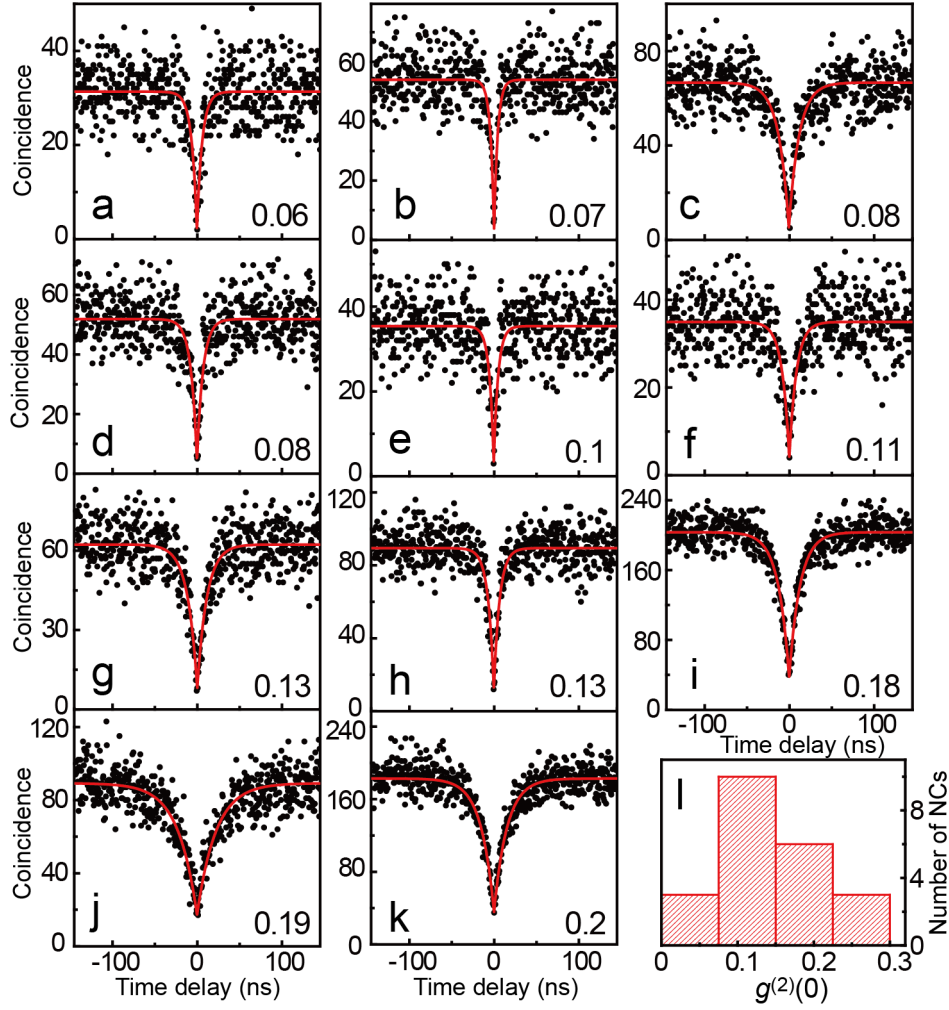 Coincidence
40
20
0
a
0.06
60
40
20
0
b
0.07
80
40
0
c
0.08
Coincidence
60
40
20
0
d
0.08
40
20
0
e
0.1
40
20
0
f
0.11
Coincidence
60
30
0
g
0.13
120
80
40
0
h
0.13
240
160
80
0
i
0.18
-100 0 100
Time delay (ns)
Coincidence
120
80
40
0
j
0.19
-100 0 100
Time delay (ns)
240
160
80
0
k
0.2
-100 0 100
Time delay (ns)
l
8
4
0
Number of NCs
0 0.1 0.2 0.3
g(2)(0)